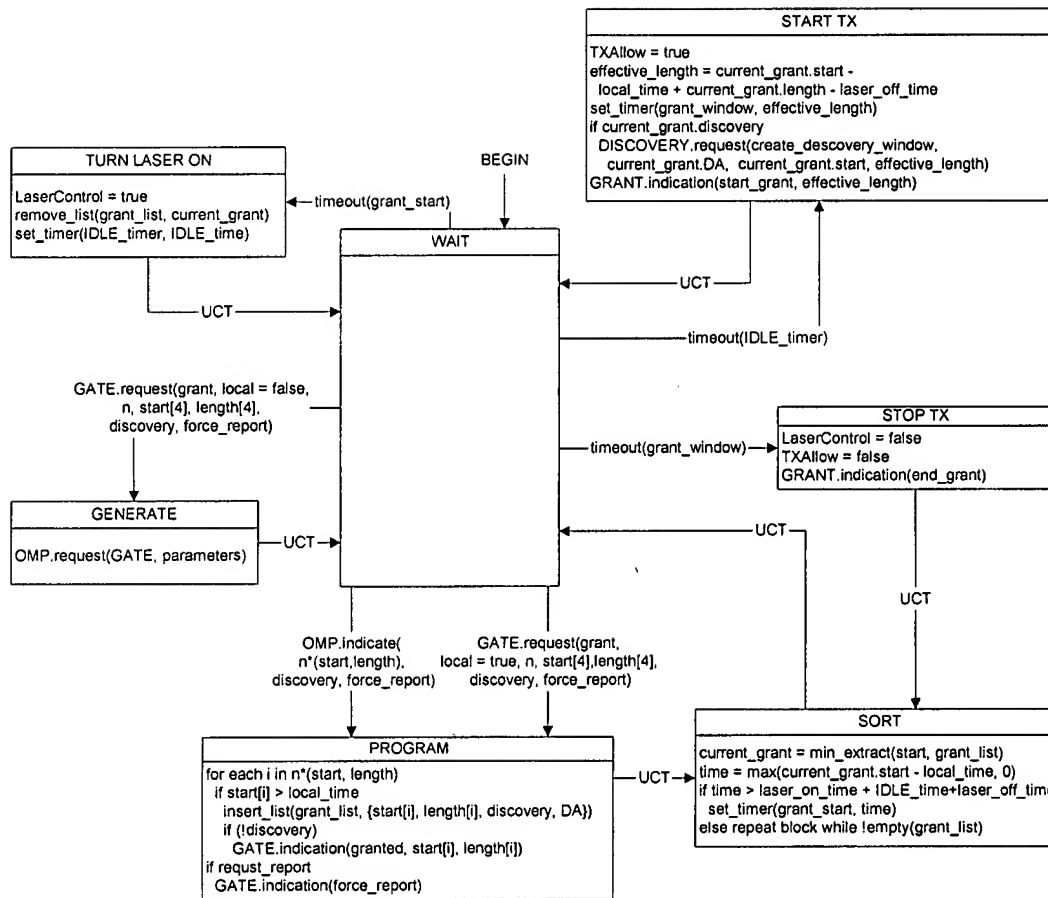 START TX
TXAllow = true
effective_length = current_grant.start -
local_time + current_grant.length - laser_off_time
set_timer(grant_window, effective_length)
if current_grant.discovery
DISCOVERY.request(create_descovery_window,
current_grant.DA, current_grant.start, effective_length)
GRANT.indication(start_grant, effective_length)
TURN LASER ON
LaserControl = true
remove_list(grant_list, current_grant)
set_timer(IDLE_timer, IDLE_time)
BEGIN
timeout(grant_start)
WAIT
UCT
UCT
timeout(IDLE_timer)
GATE.request(grant, local = false,
n, start[4], length[4],
discovery, force_report)
timeout(grant_window)
STOP TX
LaserControl = false
TXAllow = false
GRANT.indication(end_grant)
GENERATE
OMP.request(GATE, parameters)
UCT
UCT
UCT
OMP.indicate(
n*(start,length),
discovery, force_report)
GATE.request(grant,
local = true, n, start[4],length[4],
discovery, force_report)
PROGRAM
for each i in n*(start, length)
if start[i] > local_time
insert_list(grant_list, {start[i], length[i], discovery, DA})
if (!discovery)
GATE.indication(granted, start[i], length[i])
if requst_report
GATE.indication(force_report)
UCT
SORT
current_grant = min_extract(start, grant_list)
time = max(current_grant.start - local_time, 0)
if time > laser_on_time + IDLE_time+laser_off_time
set_timer(grant_start, time)
else repeat block while !empty(grant_list)